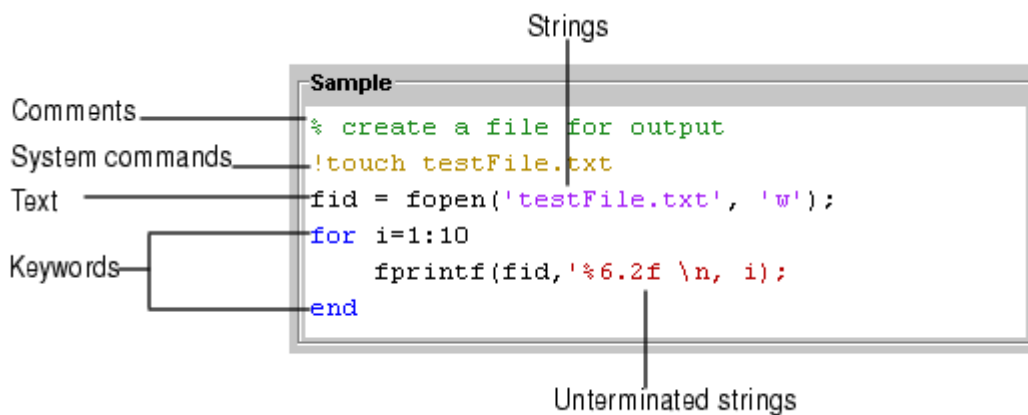 Strings
Sample
Comments
% create a file for output
System commands
!touch testFile.txt
Text
fid = fopen('testFile.txt', 'w');
for i=1:10
Keywords
fprintf(fid,'%6.2f \n, i);
end
Unterminated strings